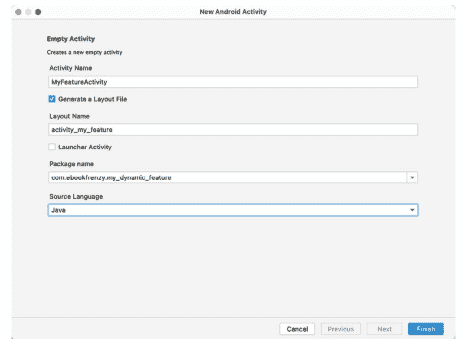 New Android Activity
Empty Activity
Creates a new empty activity
Activity Name
MyFeatureActivity
Generate a Layout File
Layout Name
activity_my_feature
Launcher Activity
Package name
com.ebookfrenzy.my_dynamic_feature
Source Language
Java
Cancel Previous Next Finish